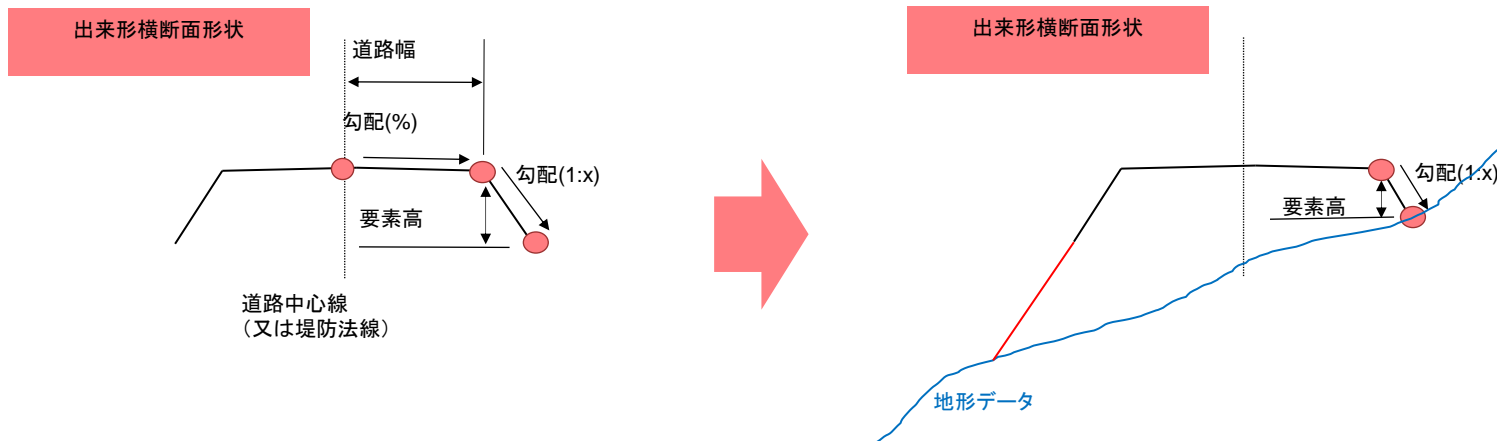 出来形横断面形状
道路幅
勾配(%)
勾配(1:x)
要素高
道路中心線
（又は堤防法線）
出来形横断面形状
勾配(1:x)
要素高
地形データ